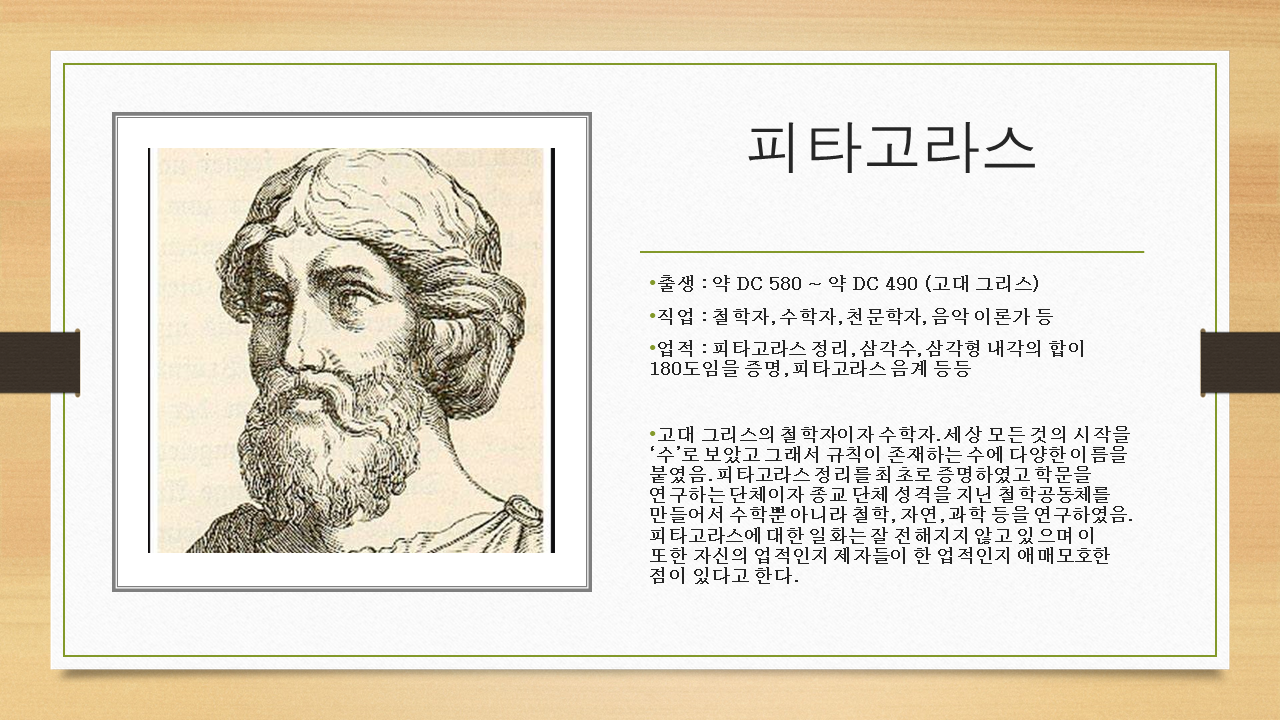 피타고라스
•출생 : 약 DC 580 ~ 약 DC 490 (고대 그리스)
•직업 : 철학자, 수학자, 천문학자, 음악 이론가 등
•업적 : 피타고라스 정리, 삼각수, 삼각형 내각의 합이
180도임을 증명, 피타고라스 음계 등등
•고대 그리스의 철학자이자 수학자. 세상 모든 것의 시작을
‘수’로 보았고 그래서 규칙이 존재하는 수에 다양한 이름을
붙였음. 피타고라스 정리를 최초로 증명하였고 학문을
연구하는 단체이자 종교 단체 성격을 지닌 철학공동체를
만들어서 수학뿐 아니라 철학, 자연, 과학 등을 연구하였음.
피타고라스에 대한 일화는 잘 전해지지 않고 있으며 이
또한 자신의 업적인지 제자들이 한 업적인지 애매모호한
점이 있다고 한다.